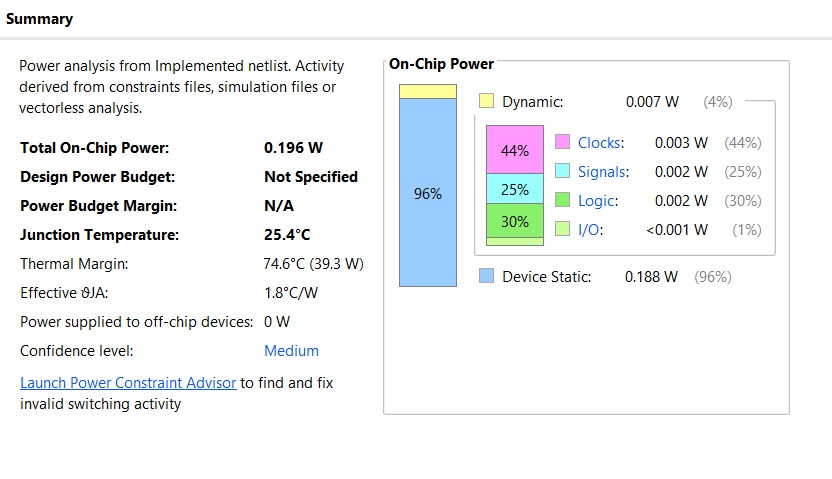 Summary
Power analysis from Implemented netlist. Activity
derived from constraints files, simulation files or
vectorless analysis.
Total On-Chip Power: 0.196 W
Design Power Budget: Not Specified
Power Budget Margin: N/A
Junction Temperature: 25.4°C
Thermal Margin: 74.6°C (39.3 W)
Effective ϑJA: 1.8°C/W
Power supplied to off-chip devices: 0 W
Confidence level: Medium
Launch Power Constraint Advisor to find and fix
invalid switching activity
On-Chip Power
Dynamic: 0.007 W (4%)
44% Clocks: 0.003 W (44%)
25% Signals: 0.002 W (25%)
96%
30% Logic: 0.002 W (30%)
I/O: <0.001 W (1%)
Device Static: 0.188 W (96%)